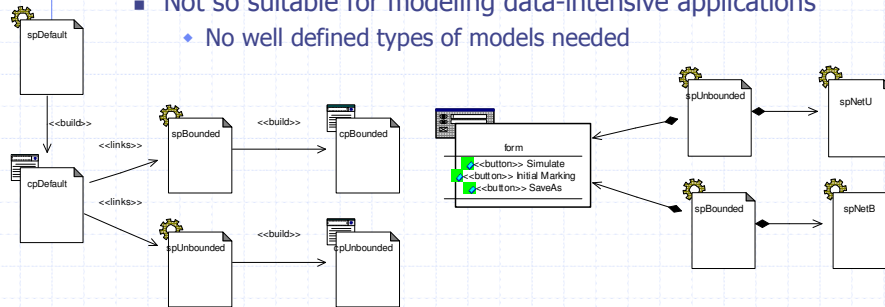 Not so suitable for modeling data-intensive applications
No well defined types of models needed
spDefault
<<build>>
cpDefault
<<links>>
<<links>>
spBounded
<<build>>
cpBounded
spUnbounded
<<build>>
cpUnbounded
form
<<button>> Simulate
<<button>> Initial Marking
<<button>> SaveAs
spUnbounded
spNetU
spBounded
spNetB